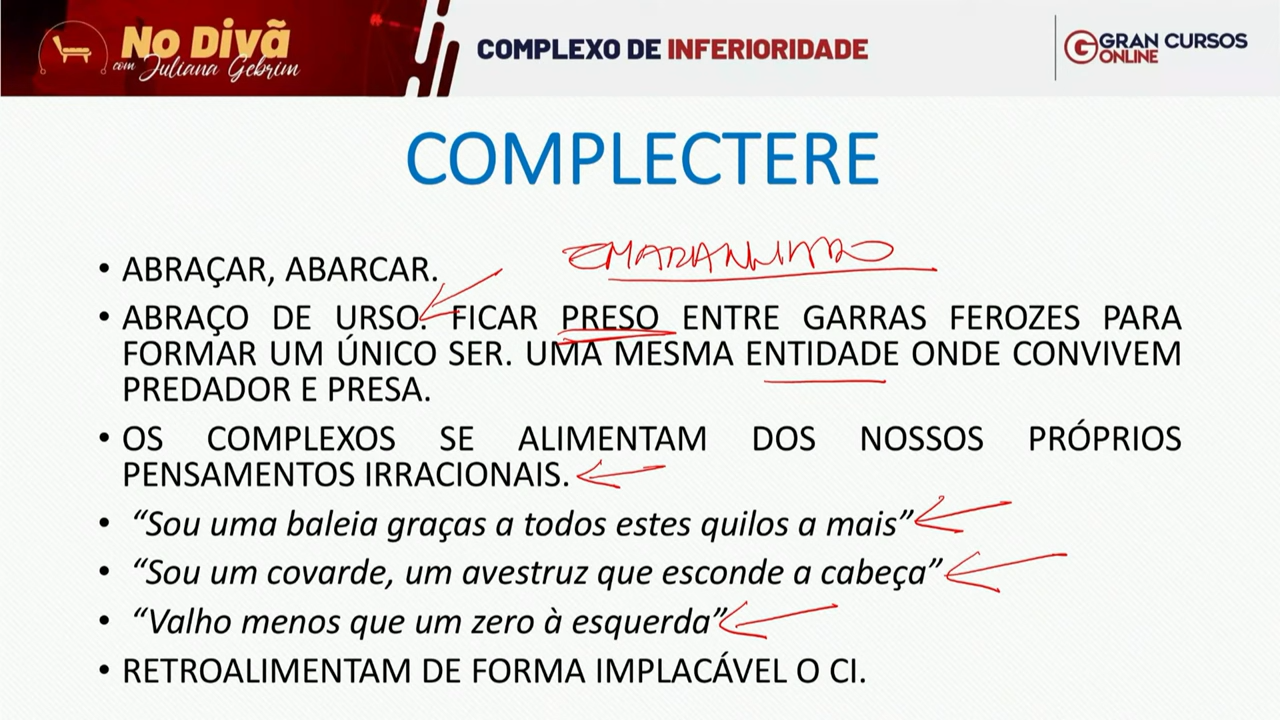 No Divã
com Juliana Gebrim
COMPLEXO DE INFERIORIDADE
GRAN CURSOS
ONLINE
COMPLECTERE
• ABRAÇAR, ABARCAR.
• ABRAÇO DE URSO. FICAR PRESO ENTRE GARRAS FEROZES PARA
FORMAR UM ÚNICO SER. UMA MESMA ENTIDADE ONDE CONVIVEM
PREDADOR E PRESA.
• OS COMPLEXOS SE ALIMENTAM DOS NOSSOS PRÓPRIOS
PENSAMENTOS IRRACIONAIS.
• “Sou uma baleia graças a todos estes quilos a mais”
• “Sou um covarde, um avestruz que esconde a cabeça”
• “Valho menos que um zero à esquerda”
• RETROALIMENTAM DE FORMA IMPLACÁVEL O CI.